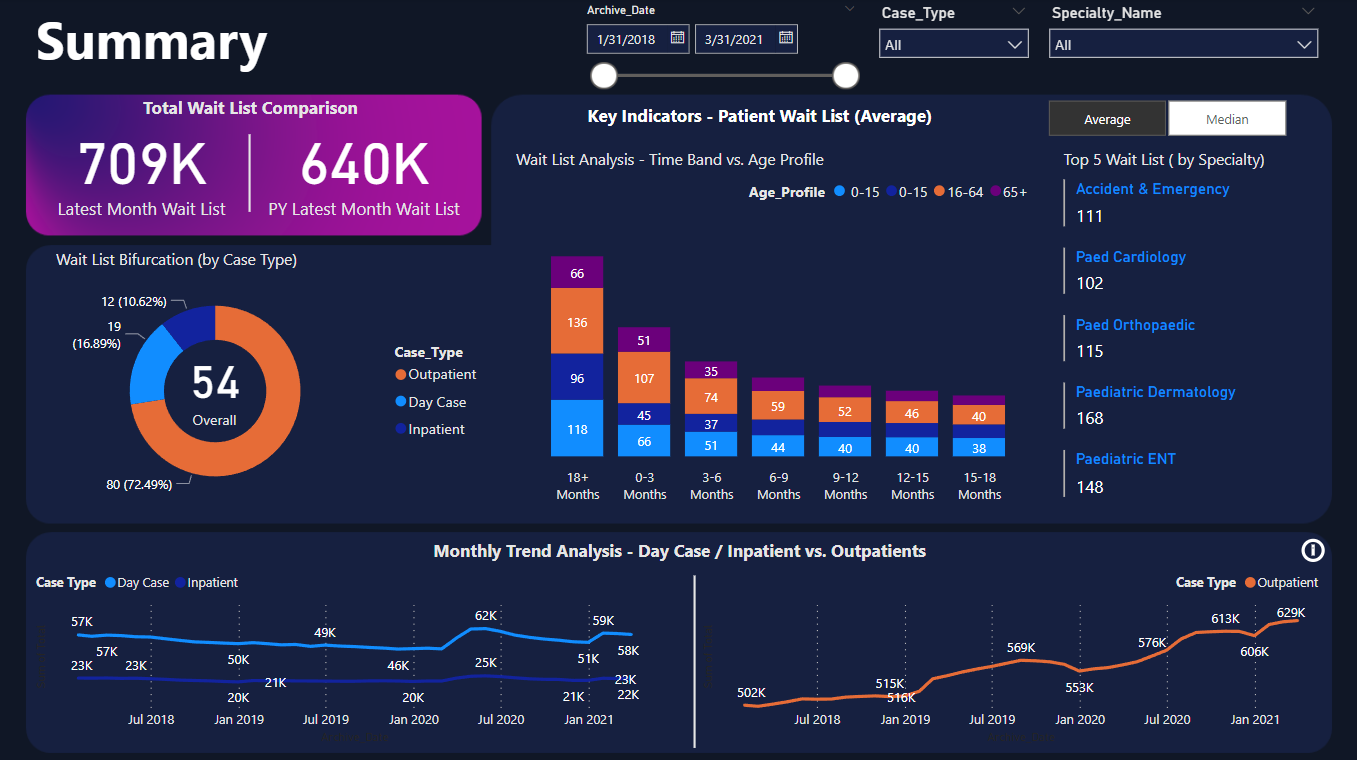 Summary
Archive_Date
1/31/2018
3/31/2021
Case_Type
All
Specialty_Name
All
Total Wait List Comparison
709K
Latest Month Wait List
640K
PY Latest Month Wait List
Key Indicators - Patient Wait List (Average)
Average
Median
Wait List Analysis - Time Band vs. Age Profile
Age_Profile 0-15 0-15 16-64 65+
66
136
96
118
51
107
45
66
35
74
37
51
59
44
52
40
46
40
40
38
18+ Months
0-3 Months
3-6 Months
6-9 Months
9-12 Months
12-15 Months
15-18 Months
Top 5 Wait List ( by Specialty)
Accident & Emergency
111
Paed Cardiology
102
Paed Orthopaedic
115
Paediatric Dermatology
168
Paediatric ENT
148
Wait List Bifurcation (by Case Type)
12 (10.62%)
19
(16.89%)
80 (72.49%)
54
Overall
Case_Type
Outpatient
Day Case
Inpatient
Monthly Trend Analysis - Day Case / Inpatient vs. Outpatients
Case Type Day Case Inpatient
57K
57K
50K
49K
46K
62K
51K
59K
58K
23K
23K
20K
21K
20K
25K
21K
23K
22K
Jul 2018 Jan 2019 Jul 2019 Jan 2020 Jul 2020 Jan 2021
Case Type Outpatient
502K
515K
516K
569K
553K
576K
613K
606K
629K
Jul 2018 Jan 2019 Jul 2019 Jan 2020 Jul 2020 Jan 2021